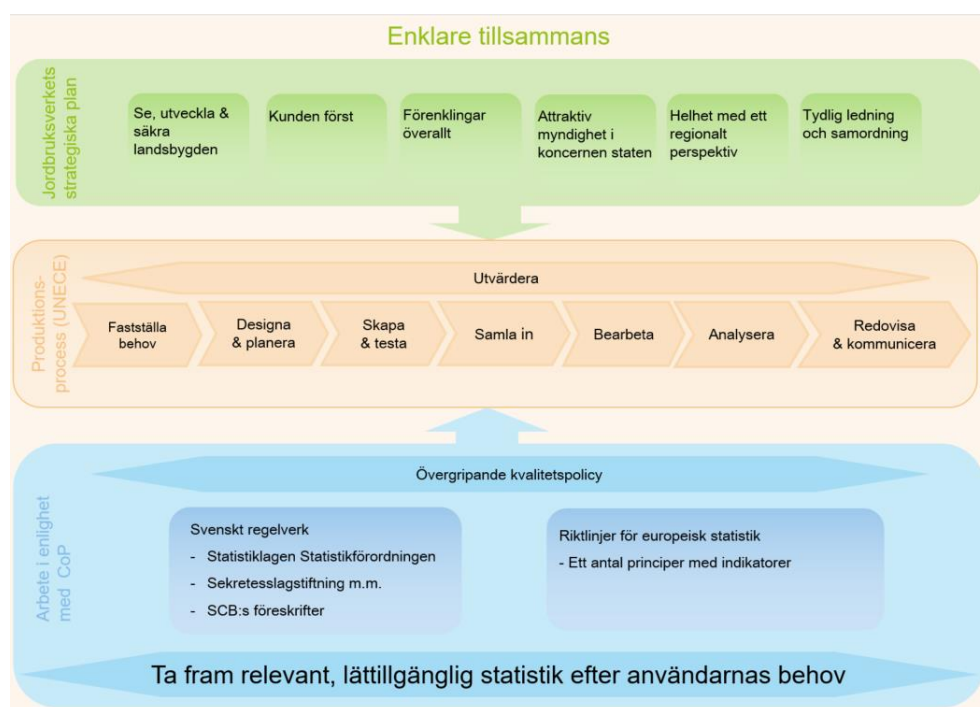 Enklare tillsammans
Jordbruksverkets
strategiska plan
Se, utveckla &
säkra
landsbygden
Kunden först
Förenklingar
överallt
Attraktiv
myndighet i
koncernen staten
Helhet med ett
regionalt
perspektiv
Tydlig ledning
och samordning
Produktions-
process (UNECE)
Utvärdera
Fastställa
behov
Designa
& planera
Skapa
& testa
Samla in
Bearbeta
Analysera
Redovisa
& kommunicera
Arbete i enlighet
med CoP
Övergripande kvalitetspolicy
Svenskt regelverk
- Statistiklagen Statistikförordningen
- Sekretesslagstiftning m.m.
- SCB:s föreskrifter
Riktlinjer för europeisk statistik
- Ett antal principer med indikatorer
Ta fram relevant, lättillgänglig statistik efter användarnas behov